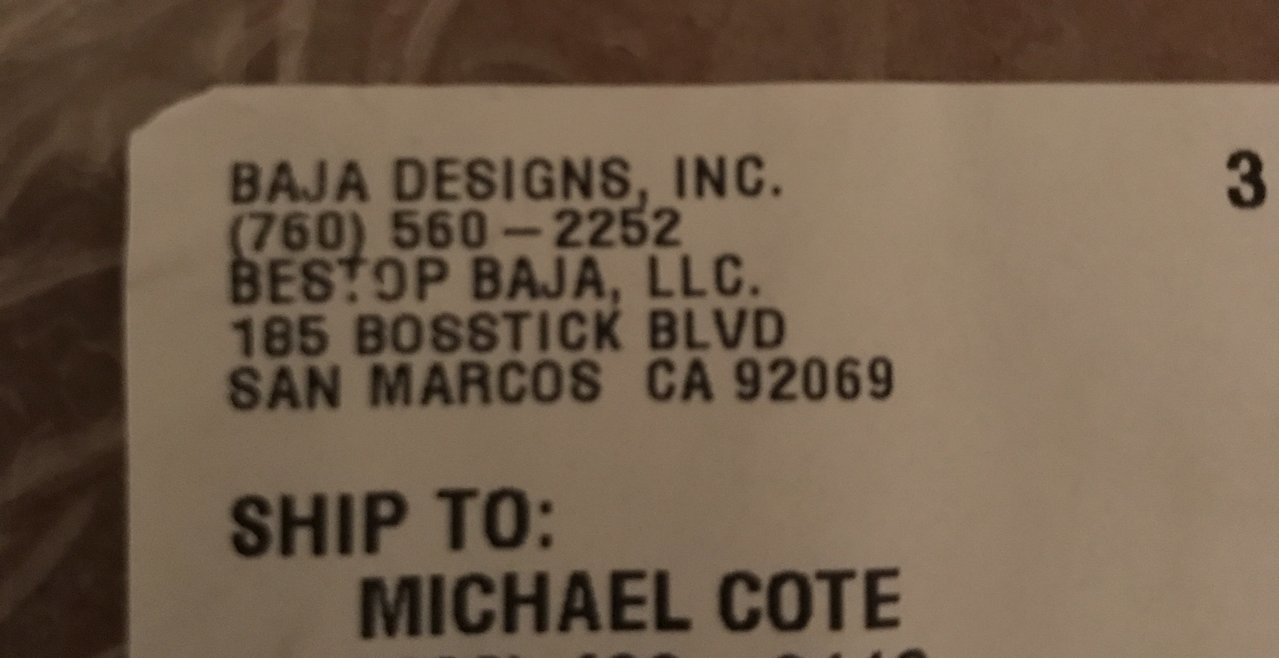 BAJA DESIGNS, INC.
(760) 560-2252
BESTOP BAJA, LLC.
185 BOSSTICK BLVD
SAN MARCOS CA 92069
3
SHIP TO:
MICHAEL COTE